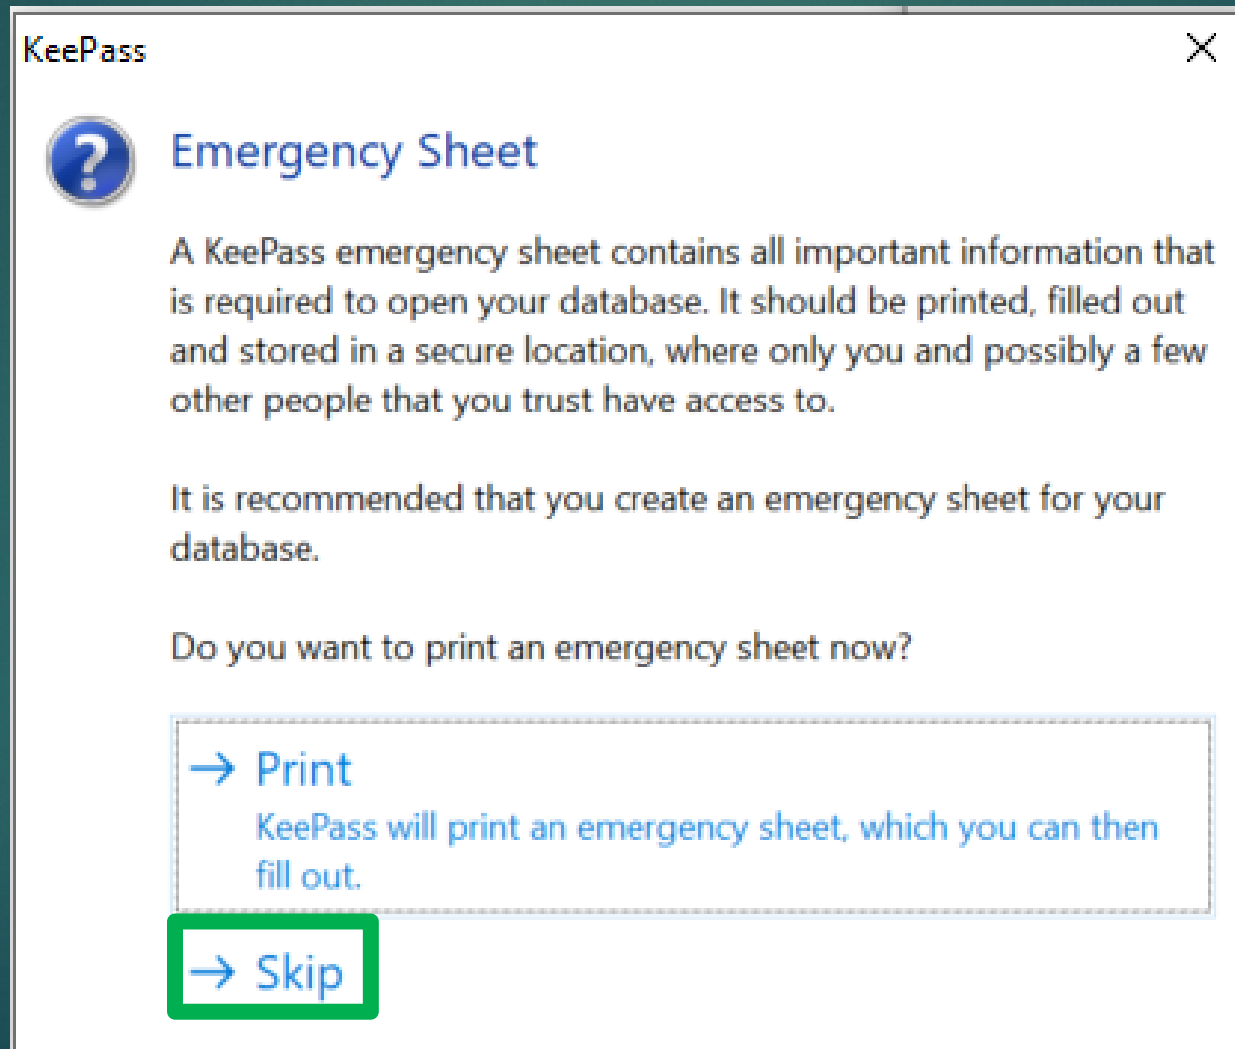 KeePass
Emergency Sheet
A KeePass emergency sheet contains all important information that
is required to open your database. It should be printed, filled out
and stored in a secure location, where only you and possibly a few
other people that you trust have access to.
It is recommended that you create an emergency sheet for your
database.
Do you want to print an emergency sheet now?
→ Print
KeePass will print an emergency sheet, which you can then
fill out.
→ Skip